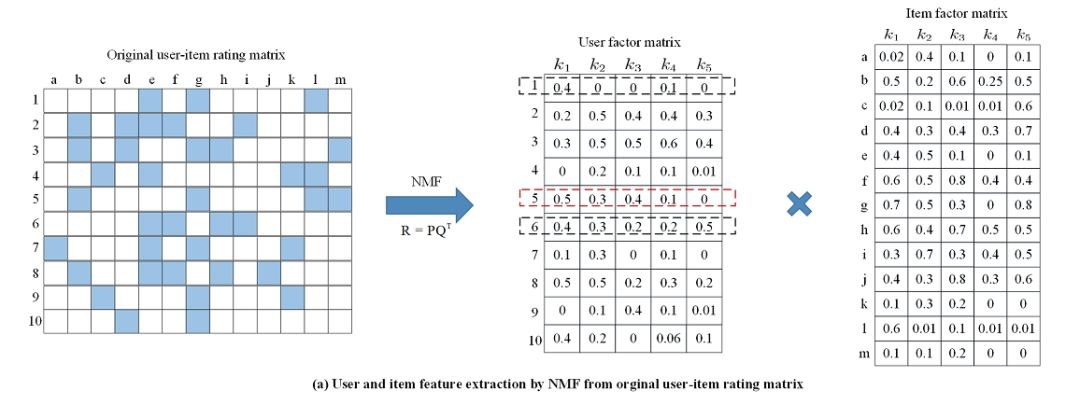 Item factor matrix
Original user-item rating matrix
User factor matrix
k1 k2 k3 k4 k5
a 0.02 0.4 0.1 0 0.1
b 0.5 0.2 0.6 0.25 0.5
c 0.02 0.1 0.01 0.01 0.6
d 0.4 0.3 0.4 0.3 0.7
e 0.4 0.5 0.1 0 0.1
f 0.6 0.5 0.8 0.4 0.4
g 0.7 0.5 0.3 0 0.8
h 0.6 0.4 0.7 0.5 0.5
i 0.3 0.7 0.3 0.4 0.5
j 0.4 0.3 0.8 0.3 0.6
k 0.1 0.3 0.2 0 0
l 0.6 0.01 0.1 0.01 0.01
m 0.1 0.1 0.2 0 0
a b c d e f g h i j k l m
1
2
3
4
5
6
7
8
9
10
NMF
R = PQT
k1 k2 k3 k4 k5
1 0.4 0 0 0.1 0
2 0.2 0.5 0.4 0.4 0.3
3 0.3 0.5 0.5 0.6 0.4
4 0 0.2 0.1 0.1 0.01
5 0.5 0.3 0.4 0.1 0
6 0.4 0.3 0.2 0.2 0.5
7 0.1 0.3 0 0.1 0
8 0.5 0.5 0.2 0.3 0.2
9 0 0.1 0.4 0.1 0.01
10 0.4 0.2 0 0.06 0.1
(a) User and item feature extraction by NMF from orginal user-item rating matrix